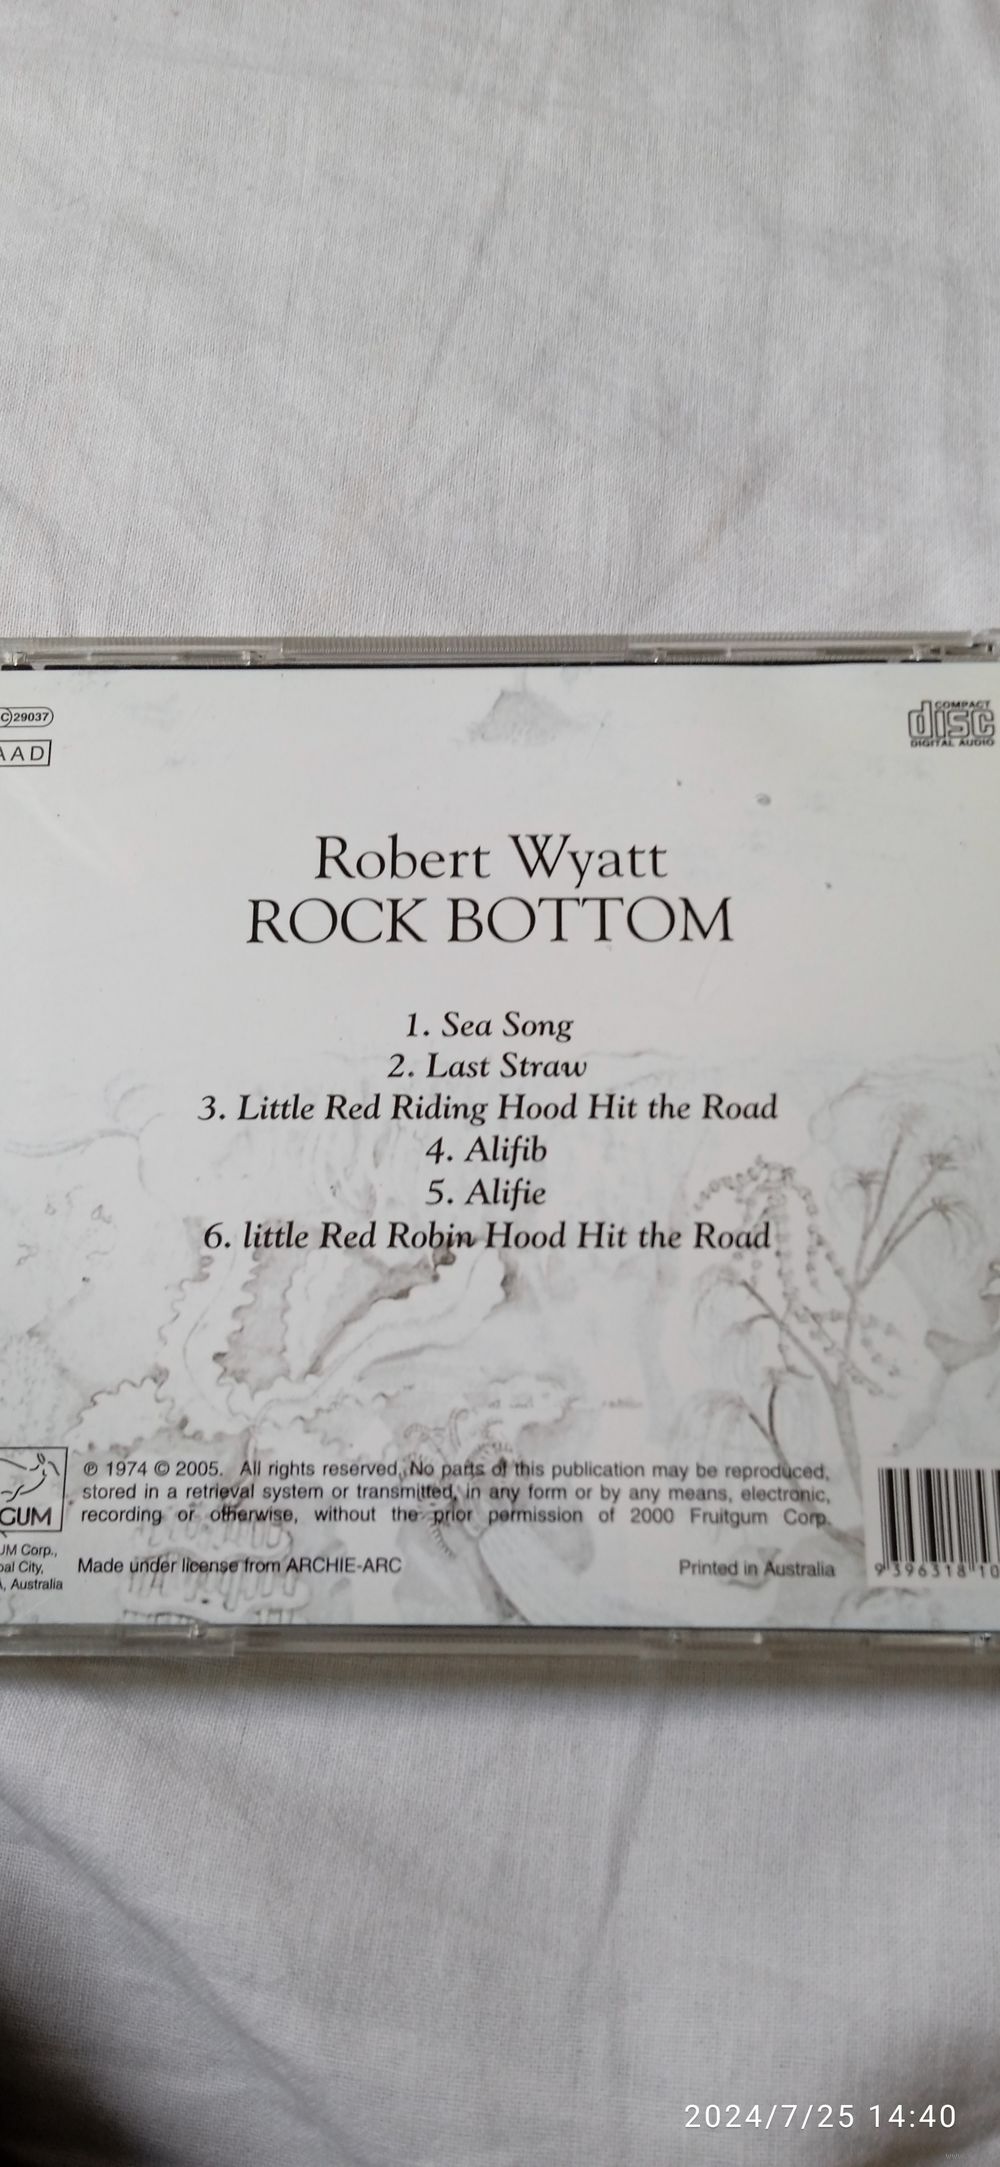 C)29037
AAD
COMPACT
disc
DIGITAL AUDIO
Robert Wyatt
ROCK BOTTOM
1. Sea Song
2. Last Straw
3. Little Red Riding Hood Hit the Road
4. Alifib
5. Alifie
6. little Red Robin Hood Hit the Road
℗ 1974 © 2005. All rights reserved. No parts of this publication may be reproduced,
stored in a retrieval system or transmitted, in any form or by any means, electronic,
recording or otherwise, without the prior permission of 2000 Fruitgum Corp.
GUM
UM Corp.,
pal City,
, Australia
Made under license from ARCHIE-ARC
Printed in Australia
9 396318 10
2024/7/25 14:40